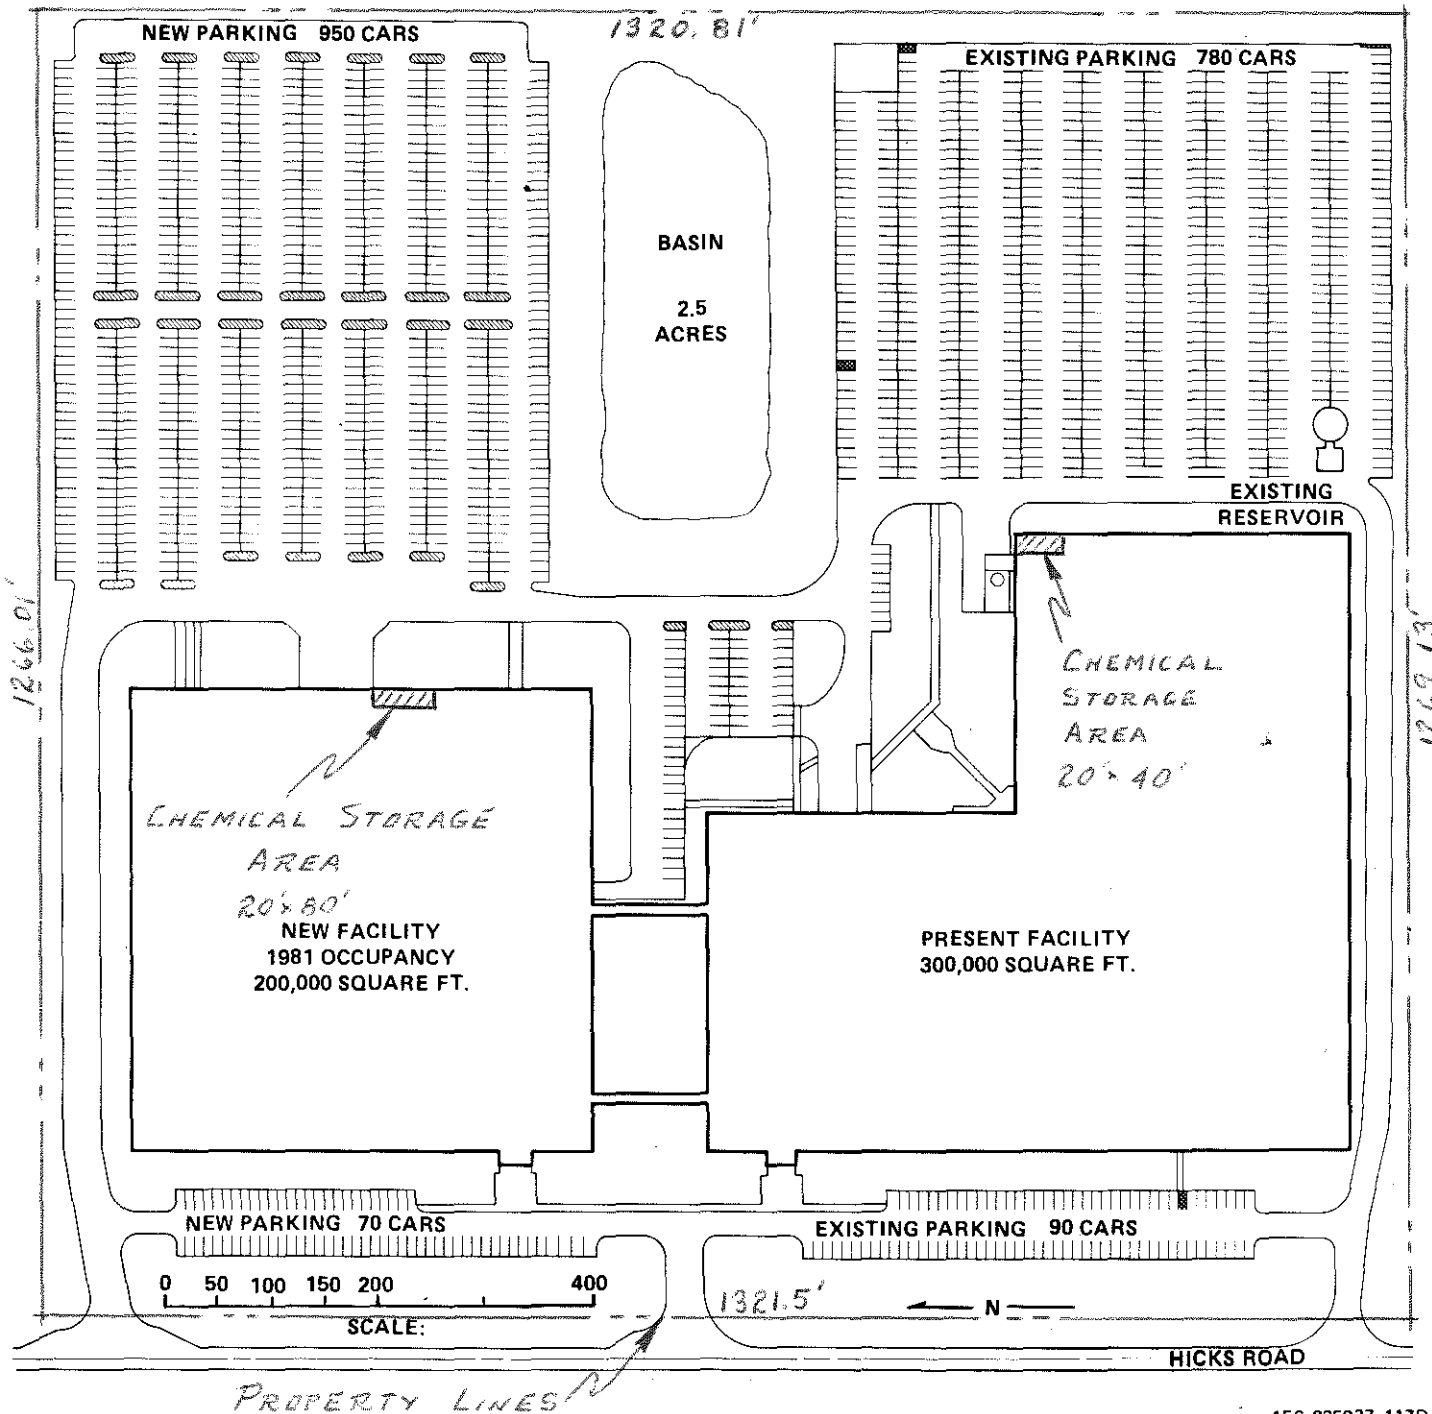 1320.81'
NEW PARKING 950 CARS
EXISTING PARKING 780 CARS
BASIN
2.5
ACRES
EXISTING
RESERVOIR
1266.01'
CHEMICAL
STORAGE
AREA
20' x 40'
CHEMICAL STORAGE
AREA
NEW FACILITY
1981 OCCUPANCY
200,000 SQUARE FT.
PRESENT FACILITY
300,000 SQUARE FT.
NEW PARKING 70 CARS
EXISTING PARKING 90 CARS
0 50 100 150 200 400
SCALE:
1321.5'
N
HICKS ROAD
PROPERTY LINES